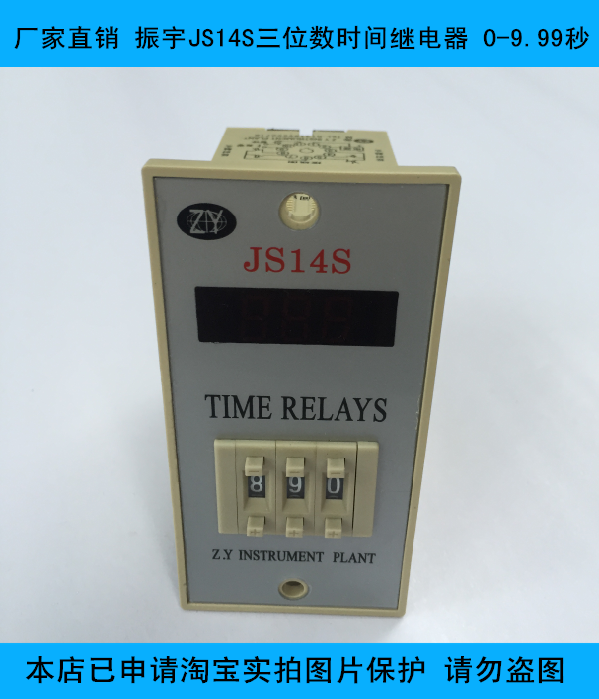 厂家直销 振宇JS14S三位数时间继电器 0-9.99秒
ZY
JS14S
TIME RELAYS
8 9 0
Z.Y INSTRUMENT PLANT
本店已申请淘宝实拍图片保护 请勿盗图